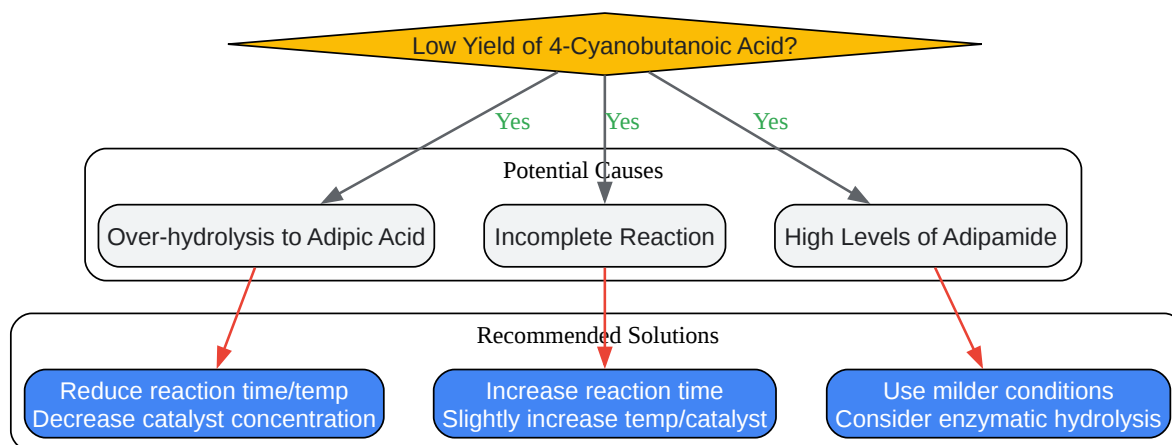 Low Yield of 4-Cyanobutanoic Acid?
Yes
Yes
Yes
Potential Causes
Over-hydrolysis to Adipic Acid
Incomplete Reaction
High Levels of Adipamide
Recommended Solutions
Reduce reaction time/temp
Decrease catalyst concentration
Increase reaction time
Slightly increase temp/catalyst
Use milder conditions
Consider enzymatic hydrolysis